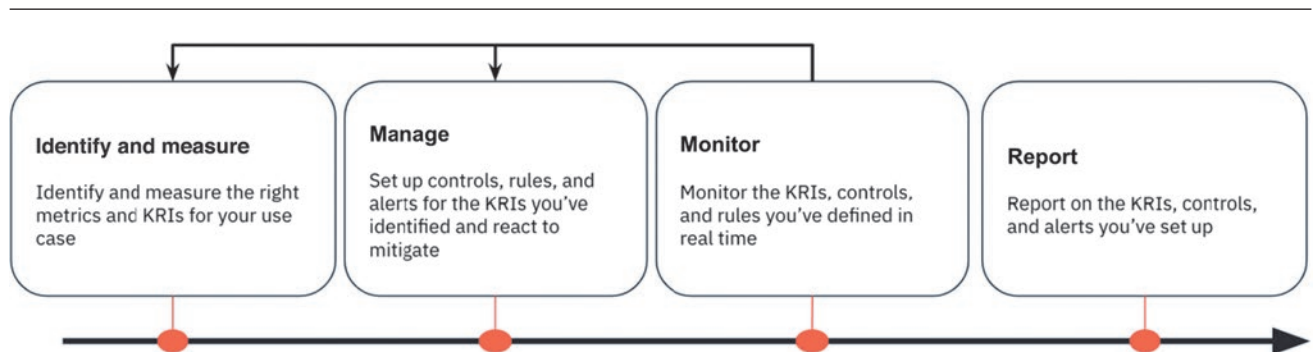 Identify and measure
Identify and measure the right
metrics and KRIs for your use
case
Manage
Set up controls, rules, and
alerts for the KRIs you’ve
identified and react to
mitigate
Monitor
Monitor the KRIs, controls,
and rules you’ve defined in
real time
Report
Report on the KRIs, controls,
and alerts you’ve set up